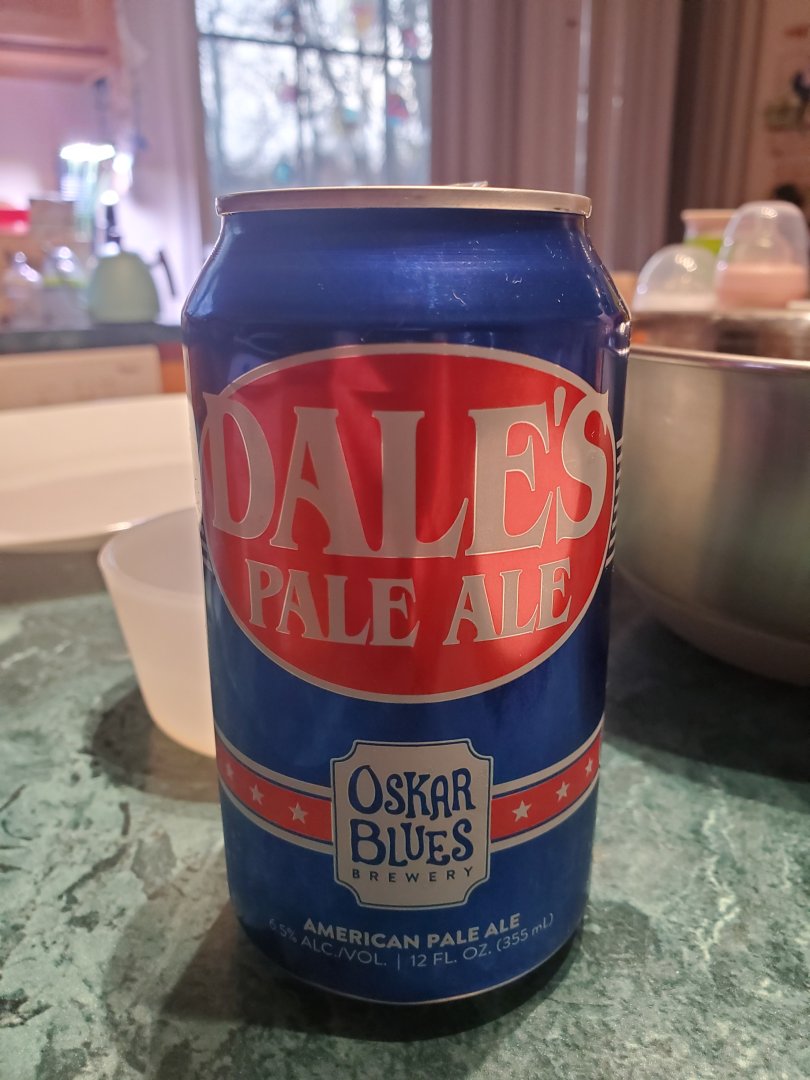 DALE'S
PALE ALE
OSKAR
BLUES
BREWERY
AMERICAN PALE ALE
6.5% ALC./VOL. | 12 FL. OZ. (355 mL)